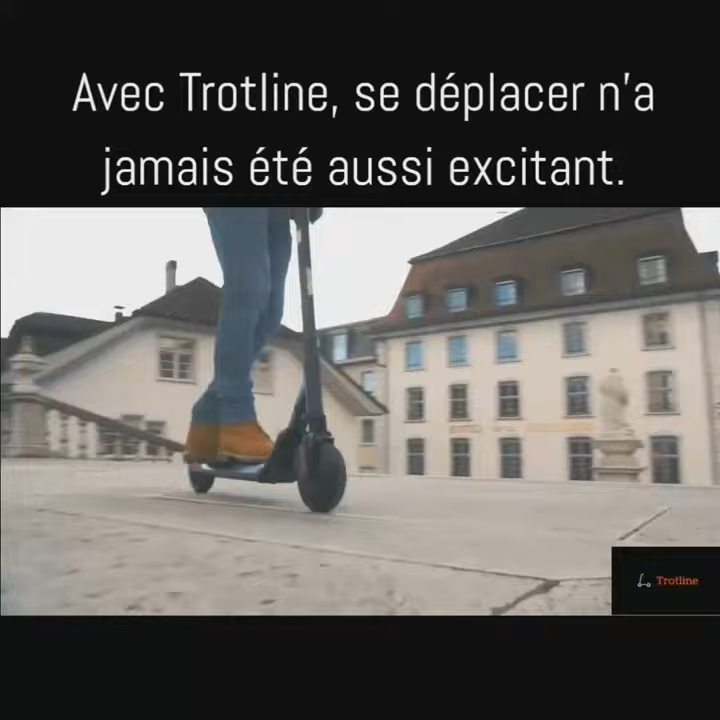 Avec Trotline, se déplacer n'a
jamais été aussi excitant.
Trotline